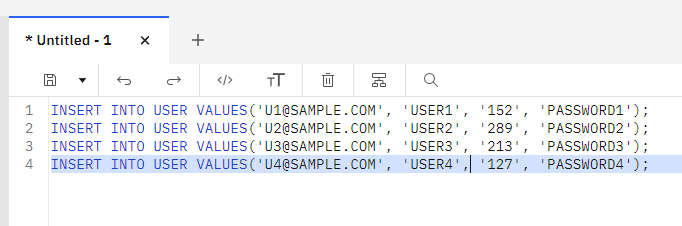 * Untitled - 1
1 INSERT INTO USER VALUES('U1@SAMPLE.COM', 'USER1', '152', 'PASSWORD1');
2 INSERT INTO USER VALUES('U2@SAMPLE.COM', 'USER2', '289', 'PASSWORD2');
3 INSERT INTO USER VALUES('U3@SAMPLE.COM', 'USER3', '213', 'PASSWORD3');
4 INSERT INTO USER VALUES('U4@SAMPLE.COM', 'USER4', '127', 'PASSWORD4');